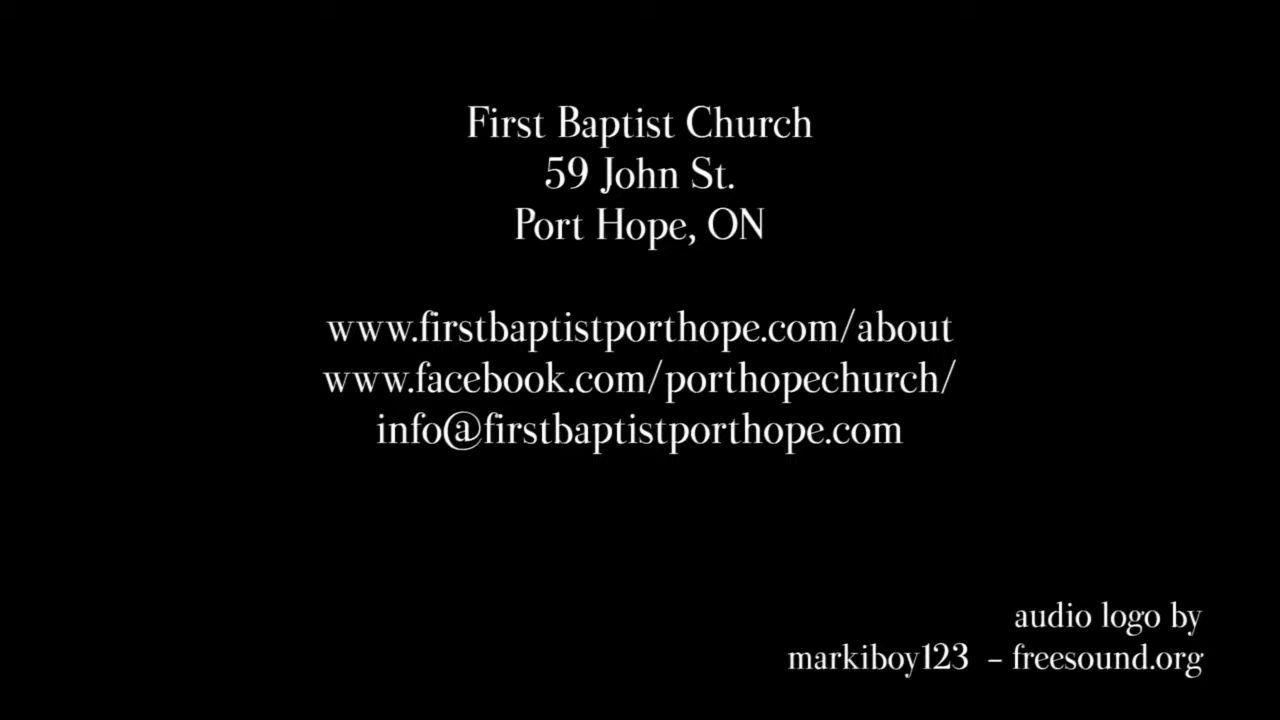 First Baptist Church
59 John St.
Port Hope, ON
www.firstbaptistporthope.com/about
www.facebook.com/porthopechurch/
info@firstbaptistporthope.com
audio logo by
markiboy123 - freesound.org